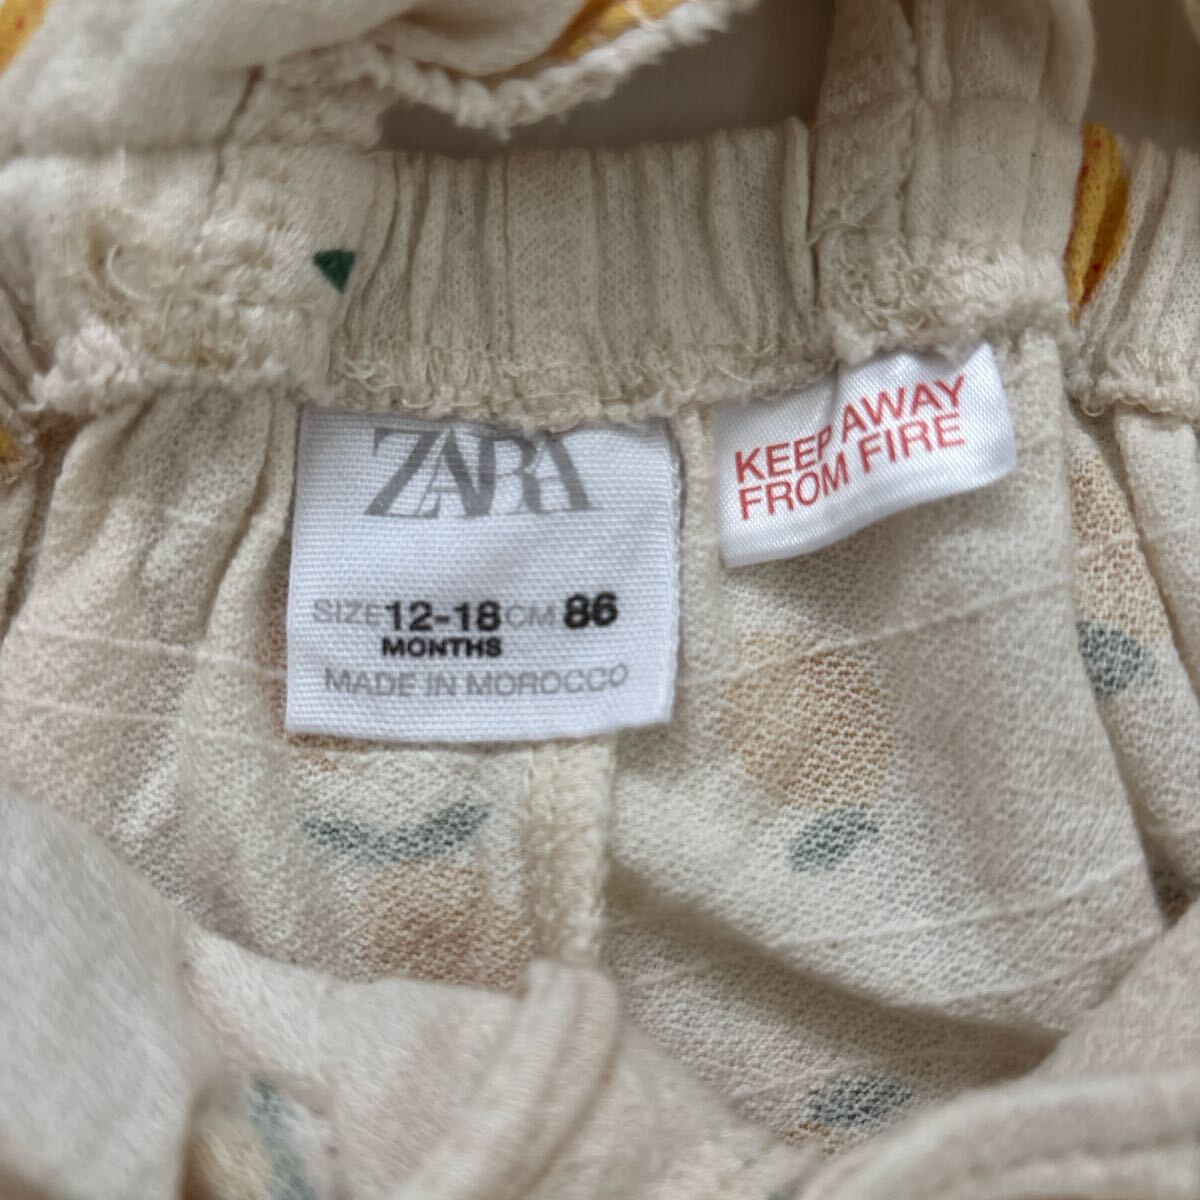 ZARA
SIZE 12-18 CM 86
MONTHS
MADE IN MOROCCO
KEEP AWAY
FROM FIRE